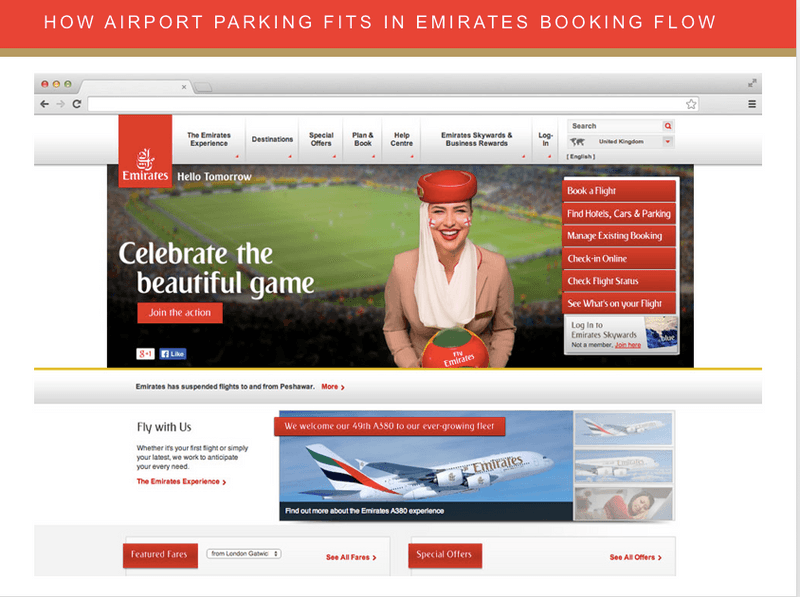 HOW AIRPORT PARKING FITS IN EMIRATES BOOKING FLOW
The Emirates
Experience
Destinations
Special
Offers
Plan &
Book
Help
Centre
Emirates Skywards &
Business Rewards
Log-
In
Search
United Kingdom
[ English ]
Emirates
Hello Tomorrow
Celebrate the
beautiful game
Join the action
g +1
Like
Fly
Emirates
Book a Flight
Find Hotels, Cars & Parking
Manage Existing Booking
Check-in Online
Check Flight Status
See What's on your Flight
Log In to
Emirates Skywards
Not a member, Join here
blue
Emirates has suspended flights to and from Peshawar. More
Fly with Us
Whether it's your first flight or simply
your latest, we work to anticipate
your every need.
The Emirates Experience
We welcome our 49th A380 to our ever-growing fleet
Emirates
Find out more about the Emirates A380 experience
Featured Fares
from London Gatwic
See All Fares
Special Offers
See All Offers